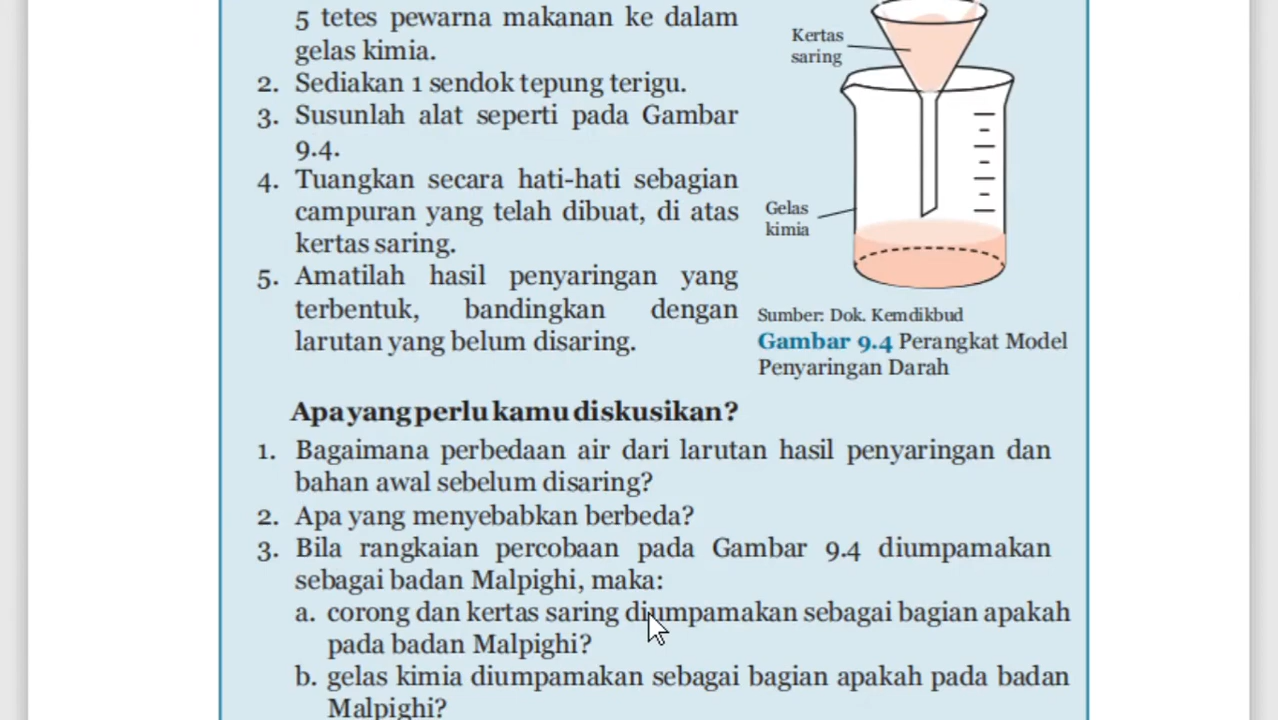 5 tetes pewarna makanan ke dalam
gelas kimia.
2. Sediakan 1 sendok tepung terigu.
3. Susunlah alat seperti pada Gambar
9.4.
4. Tuangkan secara hati-hati sebagian
campuran yang telah dibuat, di atas
kertas saring.
5. Amatilah hasil penyaringan yang
terbentuk, bandingkan dengan
larutan yang belum disaring.
Kertas
saring
Gelas
kimia
Sumber: Dok. Kemdikbud
Gambar 9.4 Perangkat Model
Penyaringan Darah
Apa yang perlu kamu diskusikan?
1. Bagaimana perbedaan air dari larutan hasil penyaringan dan
bahan awal sebelum disaring?
2. Apa yang menyebabkan berbeda?
3. Bila rangkaian percobaan pada Gambar 9.4 diumpamakan
sebagai badan Malpighi, maka:
a. corong dan kertas saring diumpamakan sebagai bagian apakah
pada badan Malpighi?
b. gelas kimia diumpamakan sebagai bagian apakah pada badan
Malpighi?